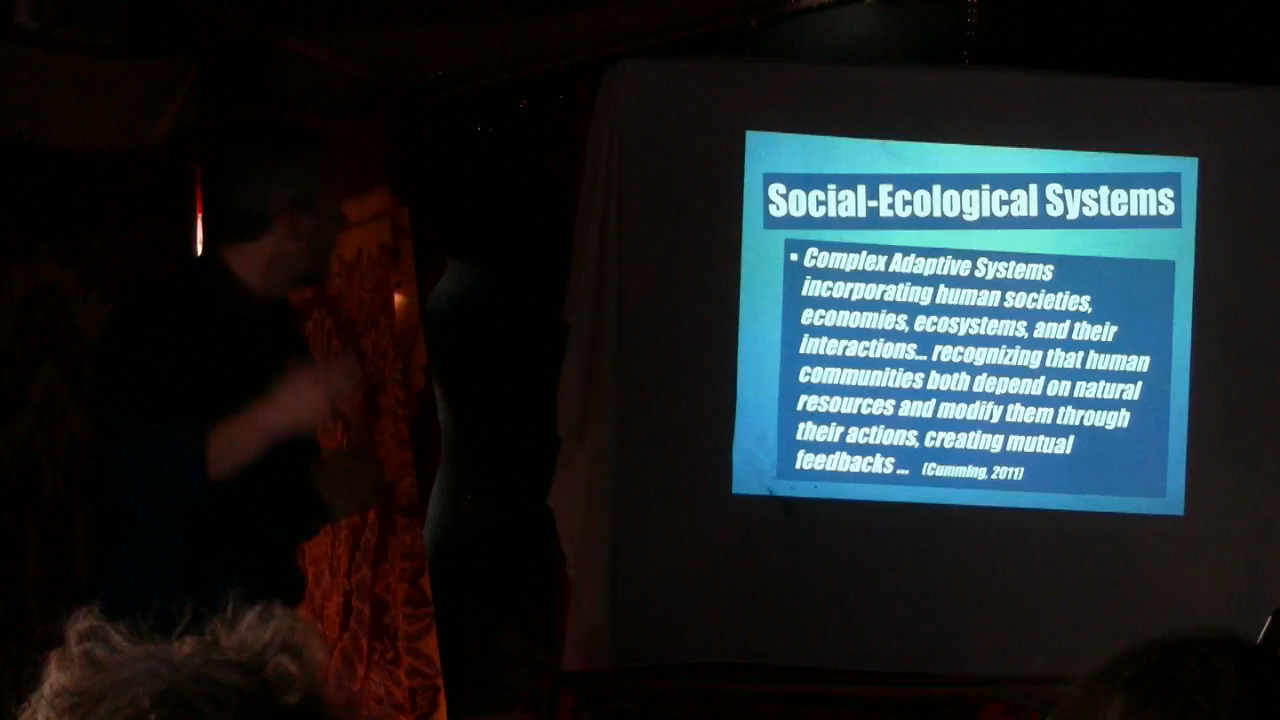 Social-Ecological Systems
▪ Complex Adaptive Systems
incorporating human societies,
economies, ecosystems, and their
interactions... recognizing that human
communities both depend on natural
resources and modify them through
their actions, creating mutual
feedbacks ... (Cumming, 2011)